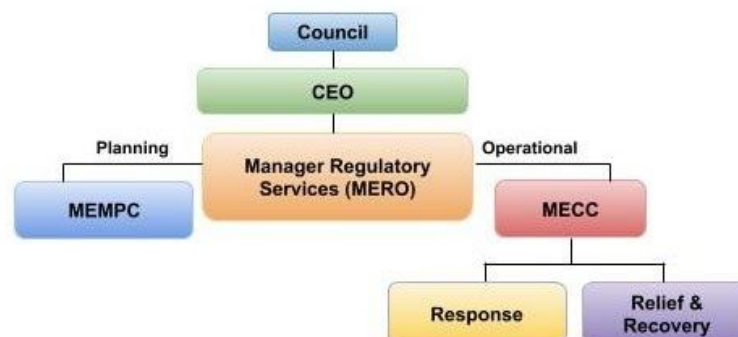 Council
CEO
Planning
Manager Regulatory
Services (MERO)
Operational
MEMPC
MECC
Response
Relief &
Recovery